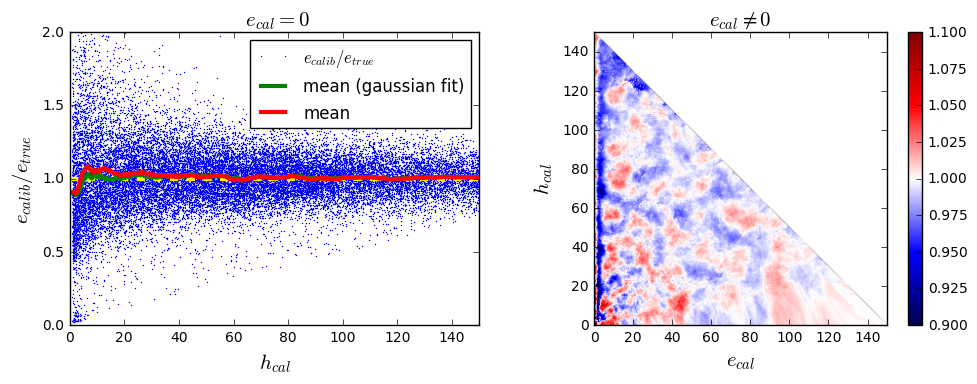 e_cal = 0
2.0
1.5
1.0
0.5
0.0
0 20 40 60 80 100 120 140
e_calib/e_true
h_cal
e_calib/e_true
mean (gaussian fit)
mean
e_cal ≠ 0
140
120
100
80
60
40
20
0
0 20 40 60 80 100 120 140
h_cal
e_cal
1.100
1.075
1.050
1.025
1.000
0.975
0.950
0.925
0.900